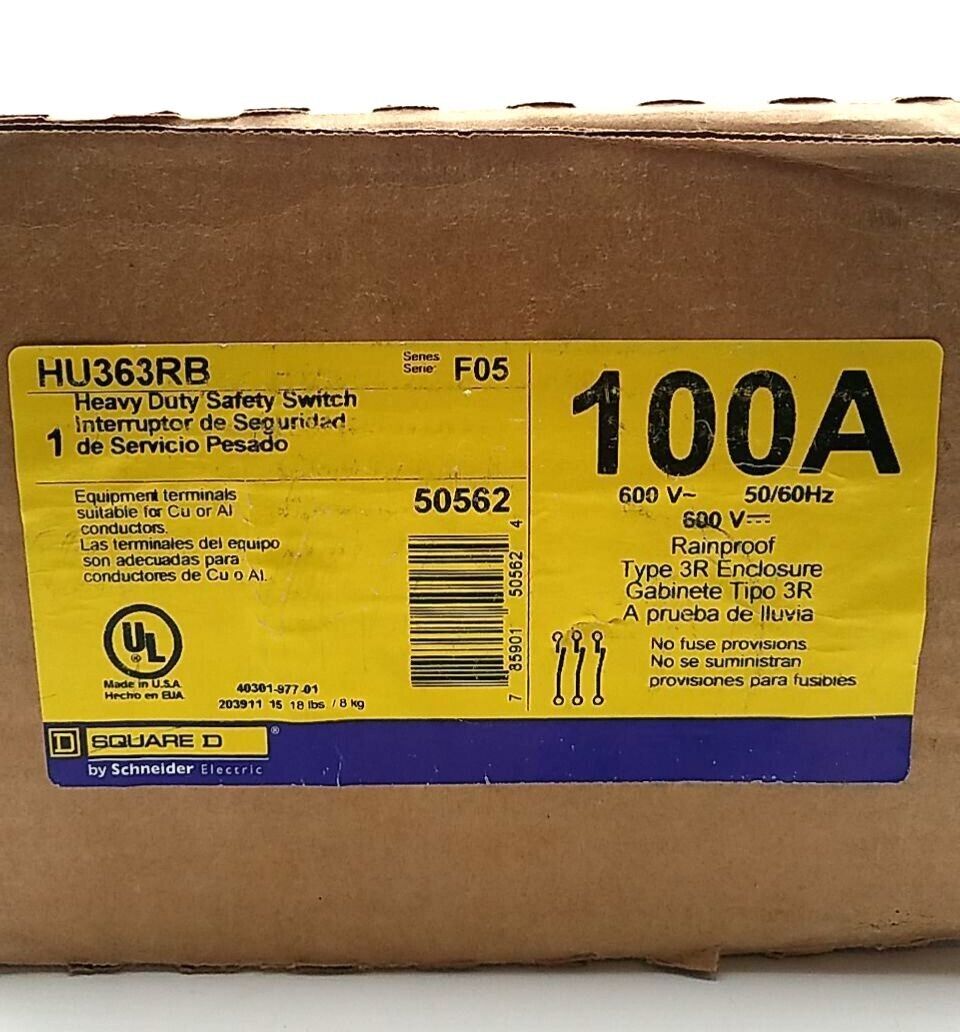 HU363RB
Series
Serie
F05
Heavy Duty Safety Switch
Interruptor de Seguridad
1 de Servicio Pesado
Equipment terminals
suitable for Cu or Al
conductors.
Las terminales del equipo
son adecuadas para
conductores de Cu o Al.
50562
7 85901 50562 4
UL
®
Made in U.S.A.
Hecho en EUA
40301-977-01
203911 15 18 lbs / 8 kg
100A
600 V~ 50/60Hz
600 V⎓
Rainproof
Type 3R Enclosure
Gabinete Tipo 3R
A prueba de lluvia
No fuse provisions
No se suministran
provisiones para fusibles
D SQUARE D ®
by Schneider Electric